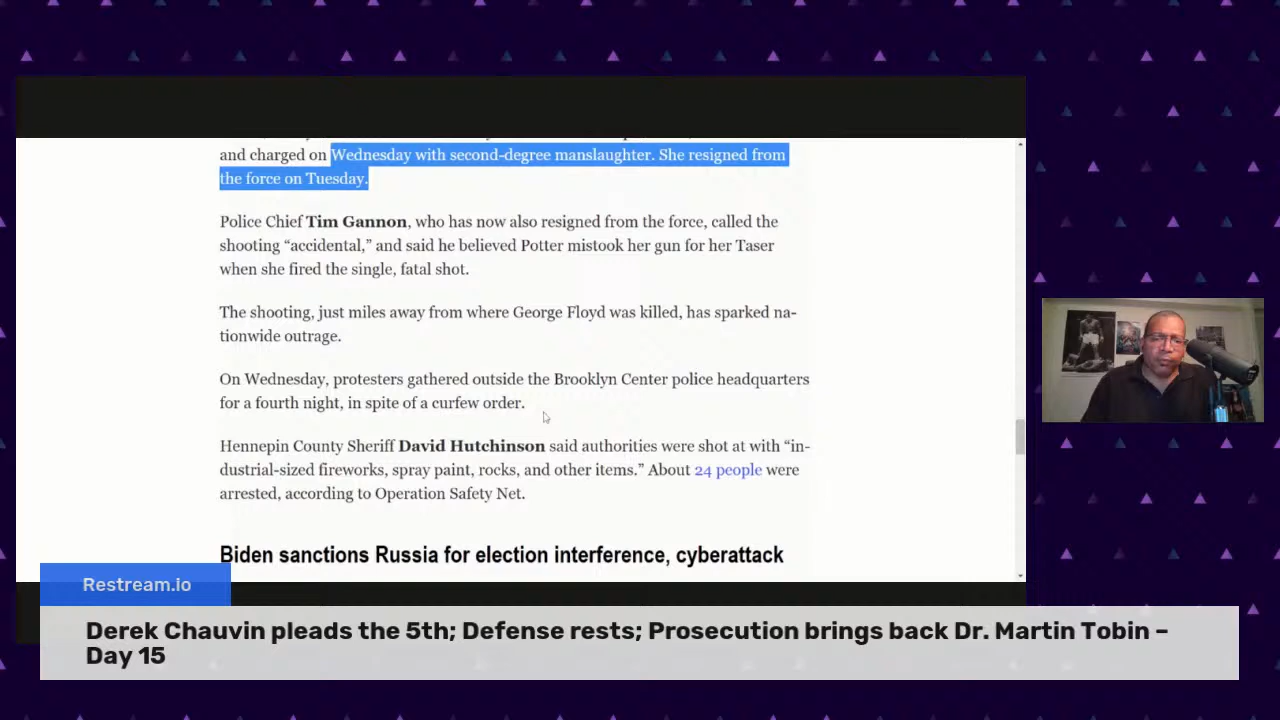 and charged on Wednesday with second-degree manslaughter. She resigned from
the force on Tuesday.
Police Chief Tim Gannon, who has now also resigned from the force, called the
shooting “accidental,” and said he believed Potter mistook her gun for her Taser
when she fired the single, fatal shot.
The shooting, just miles away from where George Floyd was killed, has sparked na-
tionwide outrage.
On Wednesday, protesters gathered outside the Brooklyn Center police headquarters
for a fourth night, in spite of a curfew order.
Hennepin County Sheriff David Hutchinson said authorities were shot at with “in-
dustrial-sized fireworks, spray paint, rocks, and other items.” About 24 people were
arrested, according to Operation Safety Net.
Biden sanctions Russia for election interference, cyberattack
Restream.io
Derek Chauvin pleads the 5th; Defense rests; Prosecution brings back Dr. Martin Tobin –
Day 15